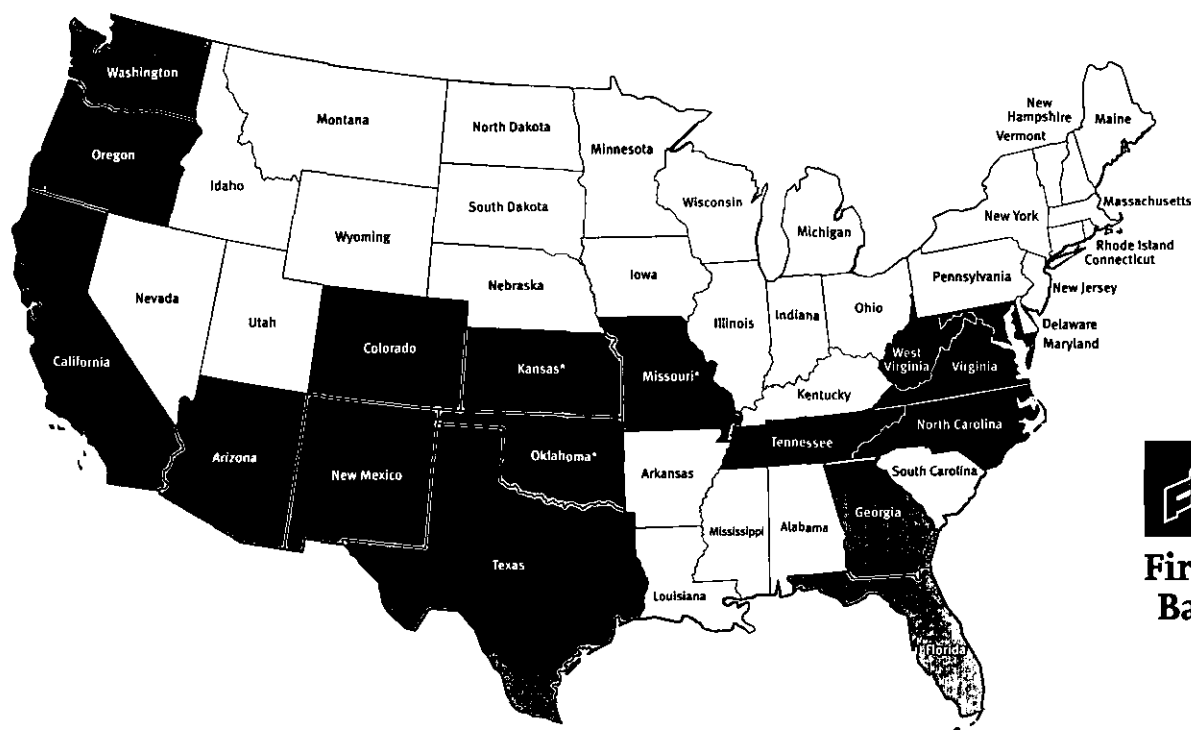 Washington
Oregon
California
Idaho
Nevada
Montana
Wyoming
Utah
Arizona
Colorado
New Mexico
North Dakota
South Dakota
Nebraska
Kansas*
Oklahoma*
Texas
Minnesota
Iowa
Missouri*
Arkansas
Louisiana
Wisconsin
Illinois
Michigan
Indiana
Ohio
Kentucky
Tennessee
Mississippi
Alabama
Georgia
Florida
South Carolina
North Carolina
West
Virginia
Virginia
Pennsylvania
New York
New
Hampshire
Vermont
Maine
Massachusetts
Rhode Island
Connecticut
New Jersey
Delaware
Maryland
Fir
Ba